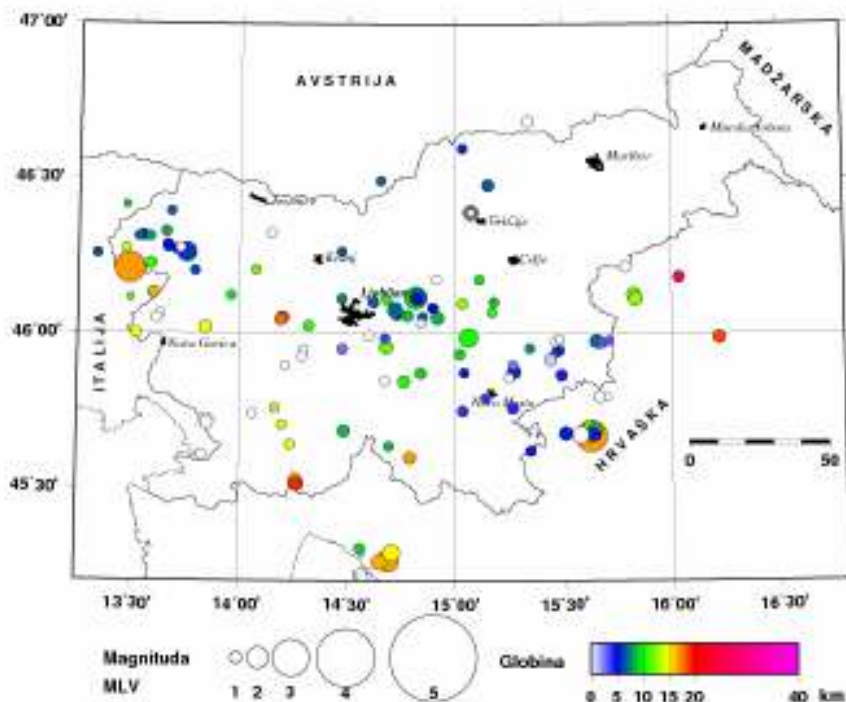 47°00'
AVSTRIJA
MADŽARSKA
46°30'
Maribor
Velenje
Kranj
Celje
Ljubljana
46°00'
ITALIJA
Nova Gorica
Novo Mesto
HRVAŠKA
0 50
45°30'
13°30' 14°00' 14°30' 15°00' 15°30' 16°00' 16°30'
Magnituda
MLV
1 2 3 4 5
Globina
0 5 10 15 20 40 km